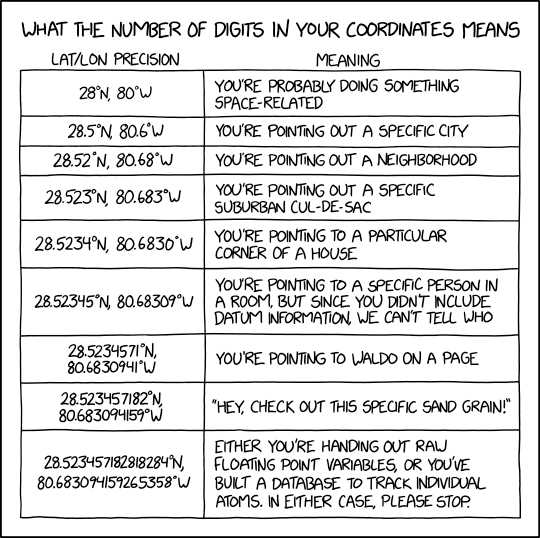 WHAT THE NUMBER OF DIGITS IN YOUR COORDINATES MEANS
LAT/LON PRECISION
MEANING
28°N, 80°W
YOU'RE PROBABLY DOING SOMETHING
SPACE-RELATED
28.5°N, 80.6°W
YOU'RE POINTING OUT A SPECIFIC CITY
28.52°N, 80.68°W
YOU'RE POINTING OUT A NEIGHBORHOOD
28.523°N, 80.683°W
YOU'RE POINTING OUT A SPECIFIC
SUBURBAN CUL-DE-SAC
28.5234°N, 80.6830°W
YOU'RE POINTING TO A PARTICULAR
CORNER OF A HOUSE
28.52345°N, 80.68309°W
YOU'RE POINTING TO A SPECIFIC PERSON IN
A ROOM, BUT SINCE YOU DIDN'T INCLUDE
DATUM INFORMATION, WE CAN'T TELL WHO
28.5234571°N,
80.6830941°W
YOU'RE POINTING TO WALDO ON A PAGE
28.523457182°N,
80.683094159°W
"HEY, CHECK OUT THIS SPECIFIC SAND GRAIN!"
28.523457182818284°N,
80.683094159265358°W
EITHER YOU'RE HANDING OUT RAW
FLOATING POINT VARIABLES, OR YOU'VE
BUILT A DATABASE TO TRACK INDIVIDUAL
ATOMS. IN EITHER CASE, PLEASE STOP.